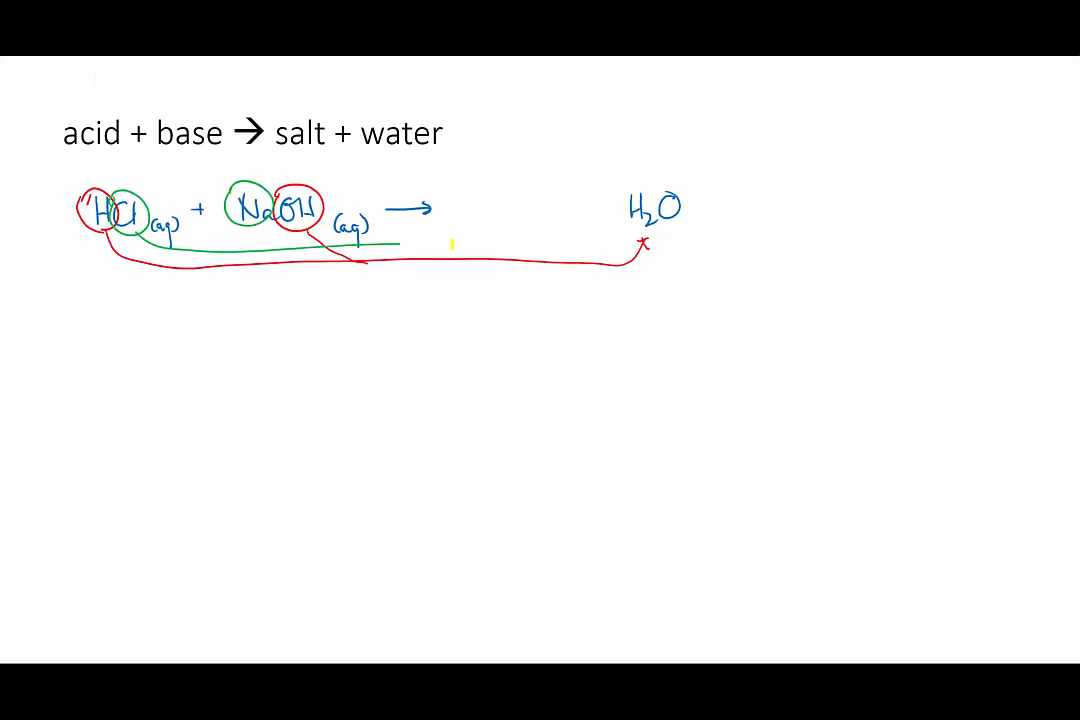 acid + base → salt + water
HCl (aq) + NaOH (aq) → H₂O